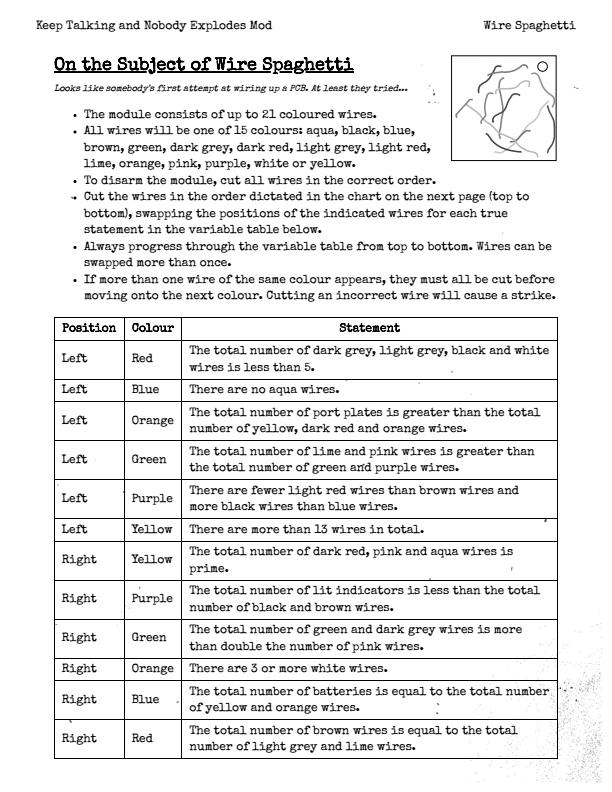 Keep Talking and Nobody Explodes Mod Wire Spaghetti
On the Subject of Wire Spaghetti
Looks like somebody's first attempt at wiring up a PCB. At least they tried...
• The module consists of up to 21 coloured wires.
• All wires will be one of 15 colours: aqua, black, blue,
brown, green, dark grey, dark red, light grey, light red,
lime, orange, pink, purple, white or yellow.
• To disarm the module, cut all wires in the correct order.
• Cut the wires in the order dictated in the chart on the next page (top to
bottom), swapping the positions of the indicated wires for each true
statement in the variable table below.
• Always progress through the variable table from top to bottom. Wires can be
swapped more than once.
• If more than one wire of the same colour appears, they must all be cut before
moving onto the next colour. Cutting an incorrect wire will cause a strike.
Position Colour Statement
Left Red The total number of dark grey, light grey, black and white
wires is less than 5.
Left Blue There are no aqua wires.
Left Orange The total number of port plates is greater than the total
number of yellow, dark red and orange wires.
Left Green The total number of lime and pink wires is greater than
the total number of green and purple wires.
Left Purple There are fewer light red wires than brown wires and
more black wires than blue wires.
Left Yellow There are more than 13 wires in total.
Right Yellow The total number of dark red, pink and aqua wires is
prime.
Right Purple The total number of lit indicators is less than the total
number of black and brown wires.
Right Green The total number of green and dark grey wires is more
than double the number of pink wires.
Right Orange There are 3 or more white wires.
Right Blue The total number of batteries is equal to the total number
of yellow and orange wires.
Right Red The total number of brown wires is equal to the total
number of light grey and lime wires.